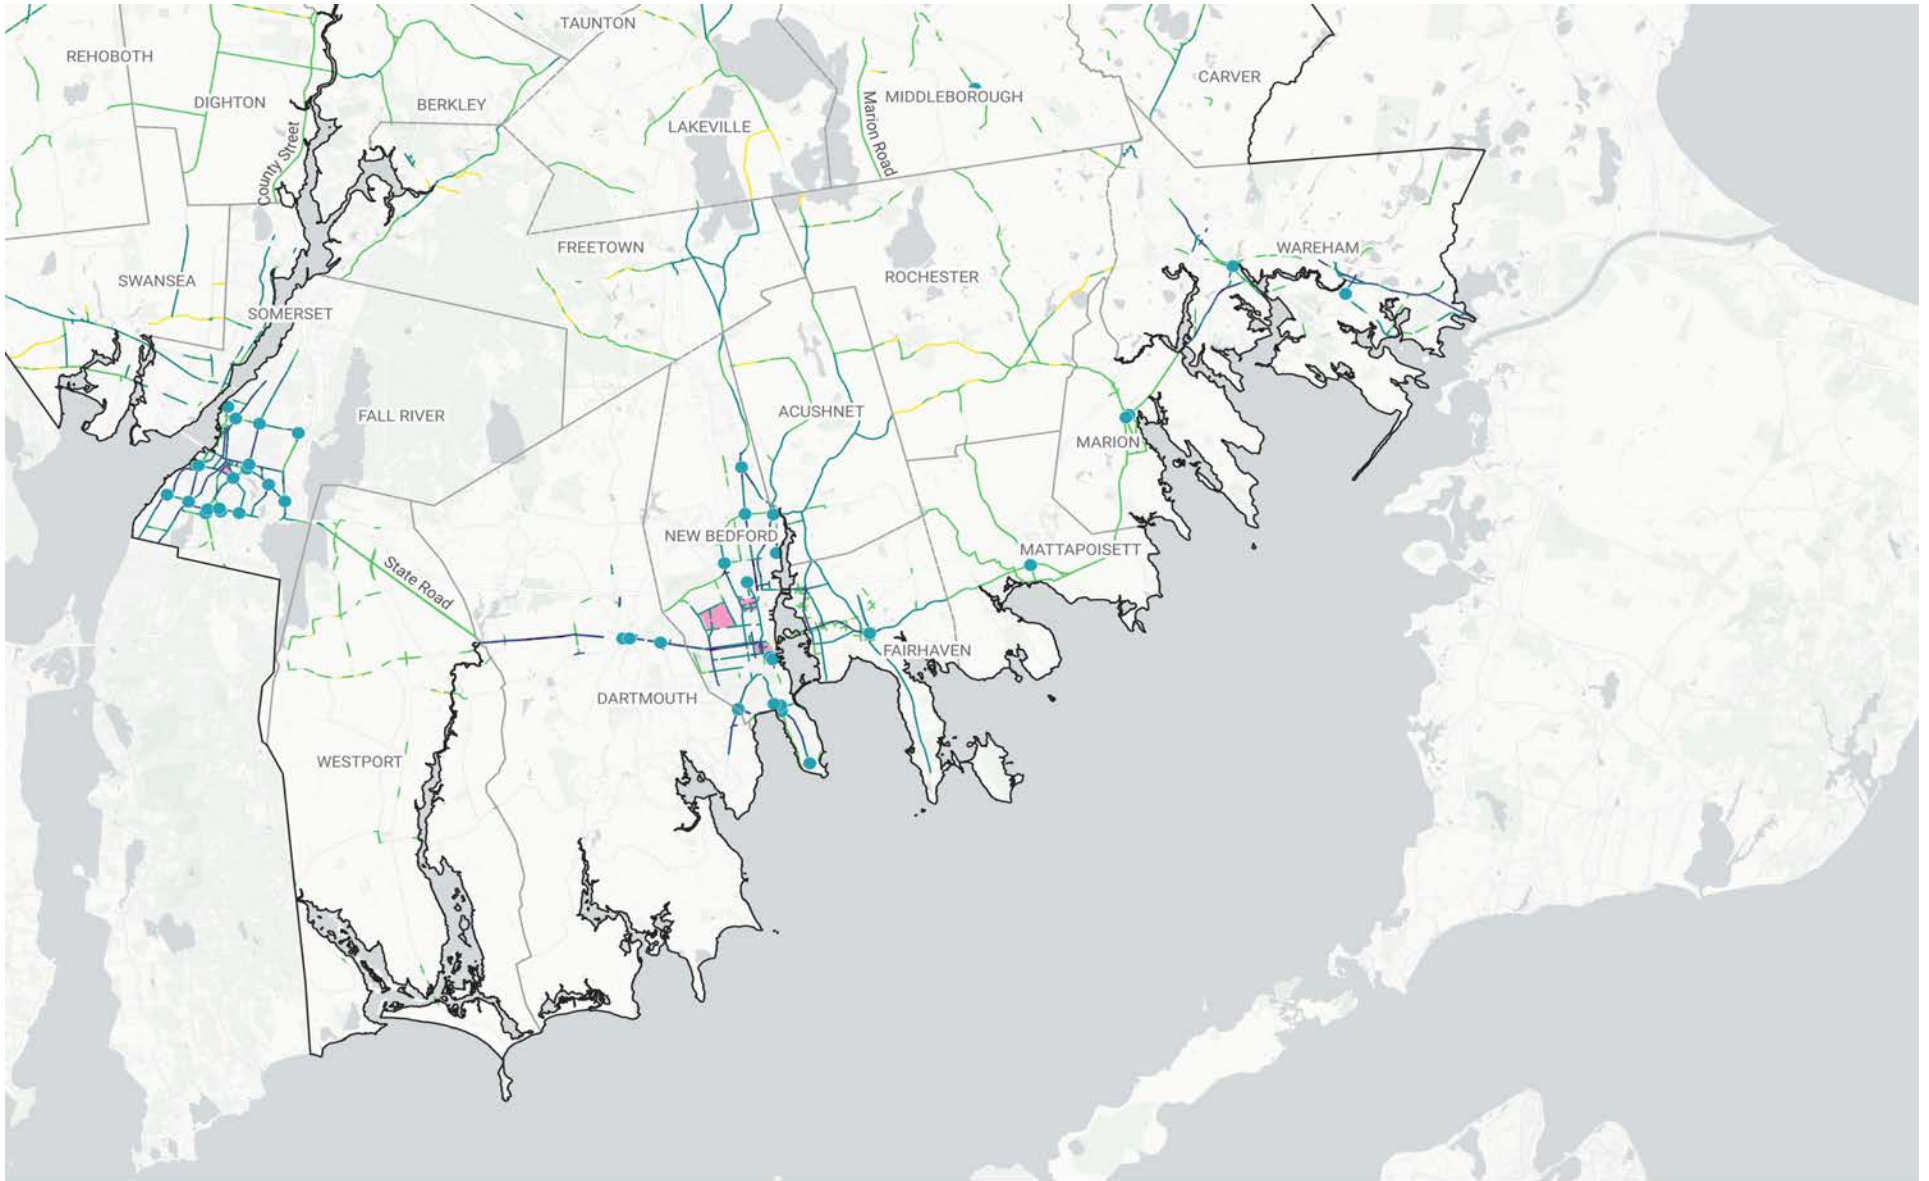 TAUNTON
REHOBOTH
CARVER
DIGHTON
BERKLEY
MIDDLEBOROUGH
LAKEVILLE
Marion Road
County Street
FREETOWN
WAREHAM
SWANSEA
ROCHESTER
SOMERSET
FALL RIVER
ACUSHNET
MARION
NEW BEDFORD
MATTAPOISETT
State Road
FAIRHAVEN
DARTMOUTH
WESTPORT